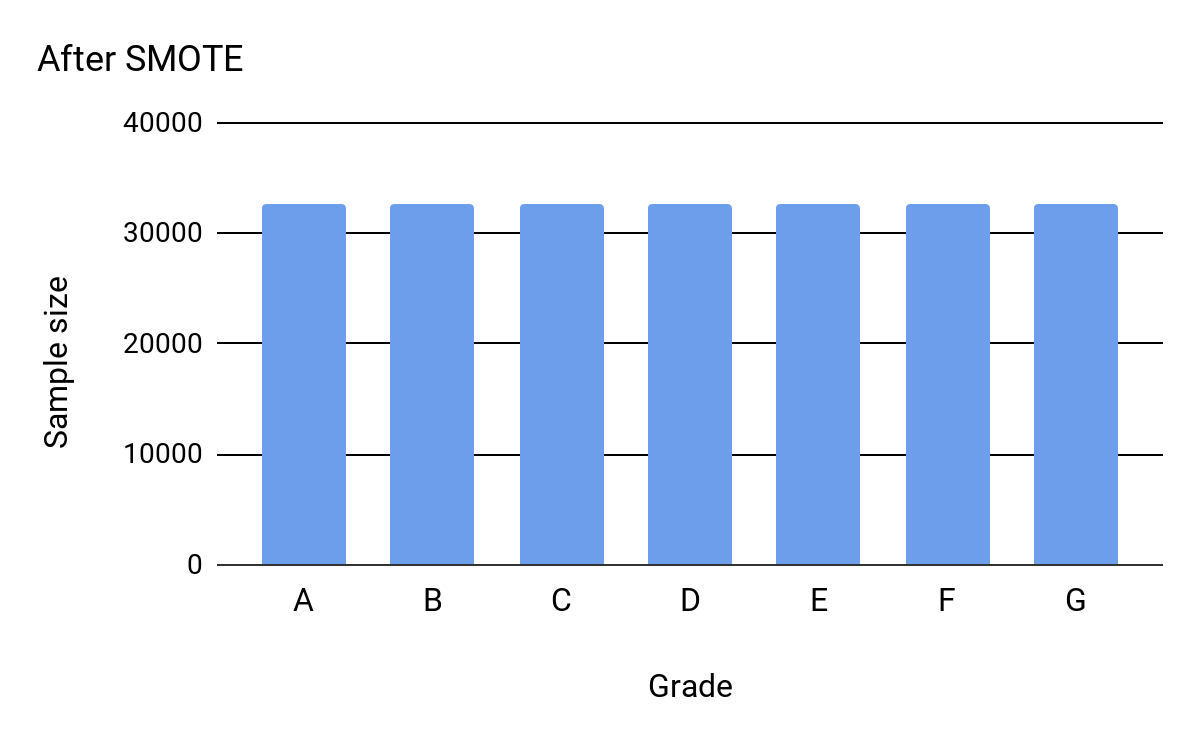 After SMOTE
40000
30000
20000
10000
0
Sample size
A B C D E F G
Grade